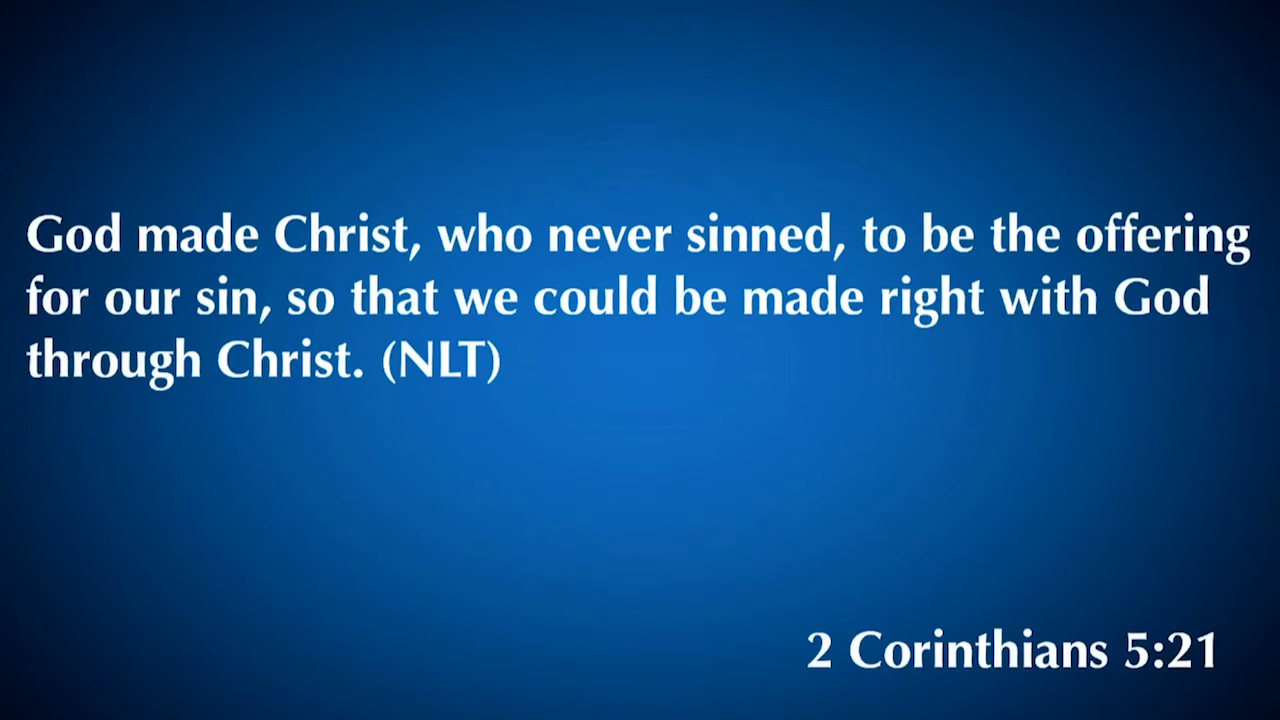 God made Christ, who never sinned, to be the offering
for our sin, so that we could be made right with God
through Christ. (NLT)
2 Corinthians 5:21